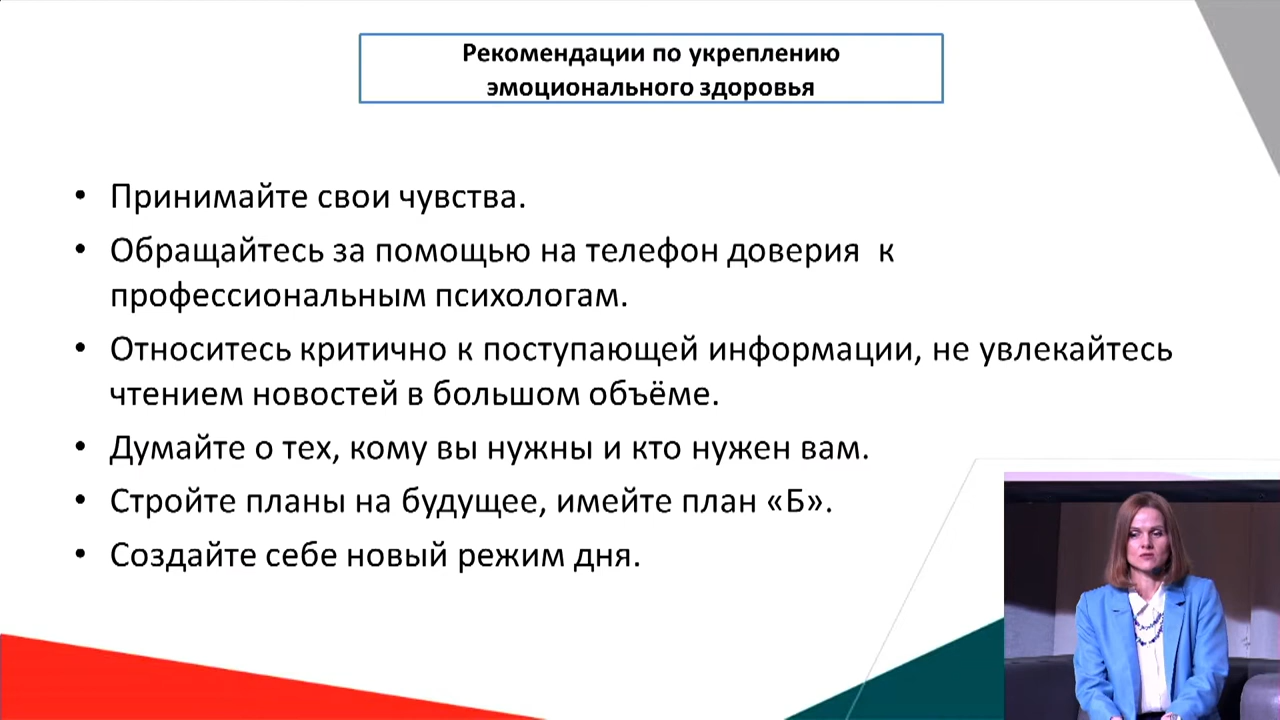 Рекомендации по укреплению
эмоционального здоровья
• Принимайте свои чувства.
• Обращайтесь за помощью на телефон доверия  к
профессиональным психологам.
• Относитесь критично к поступающей информации, не увлекайтесь
чтением новостей в большом объёме.
• Думайте о тех, кому вы нужны и кто нужен вам.
• Стройте планы на будущее, имейте план «Б».
• Создайте себе новый режим дня.